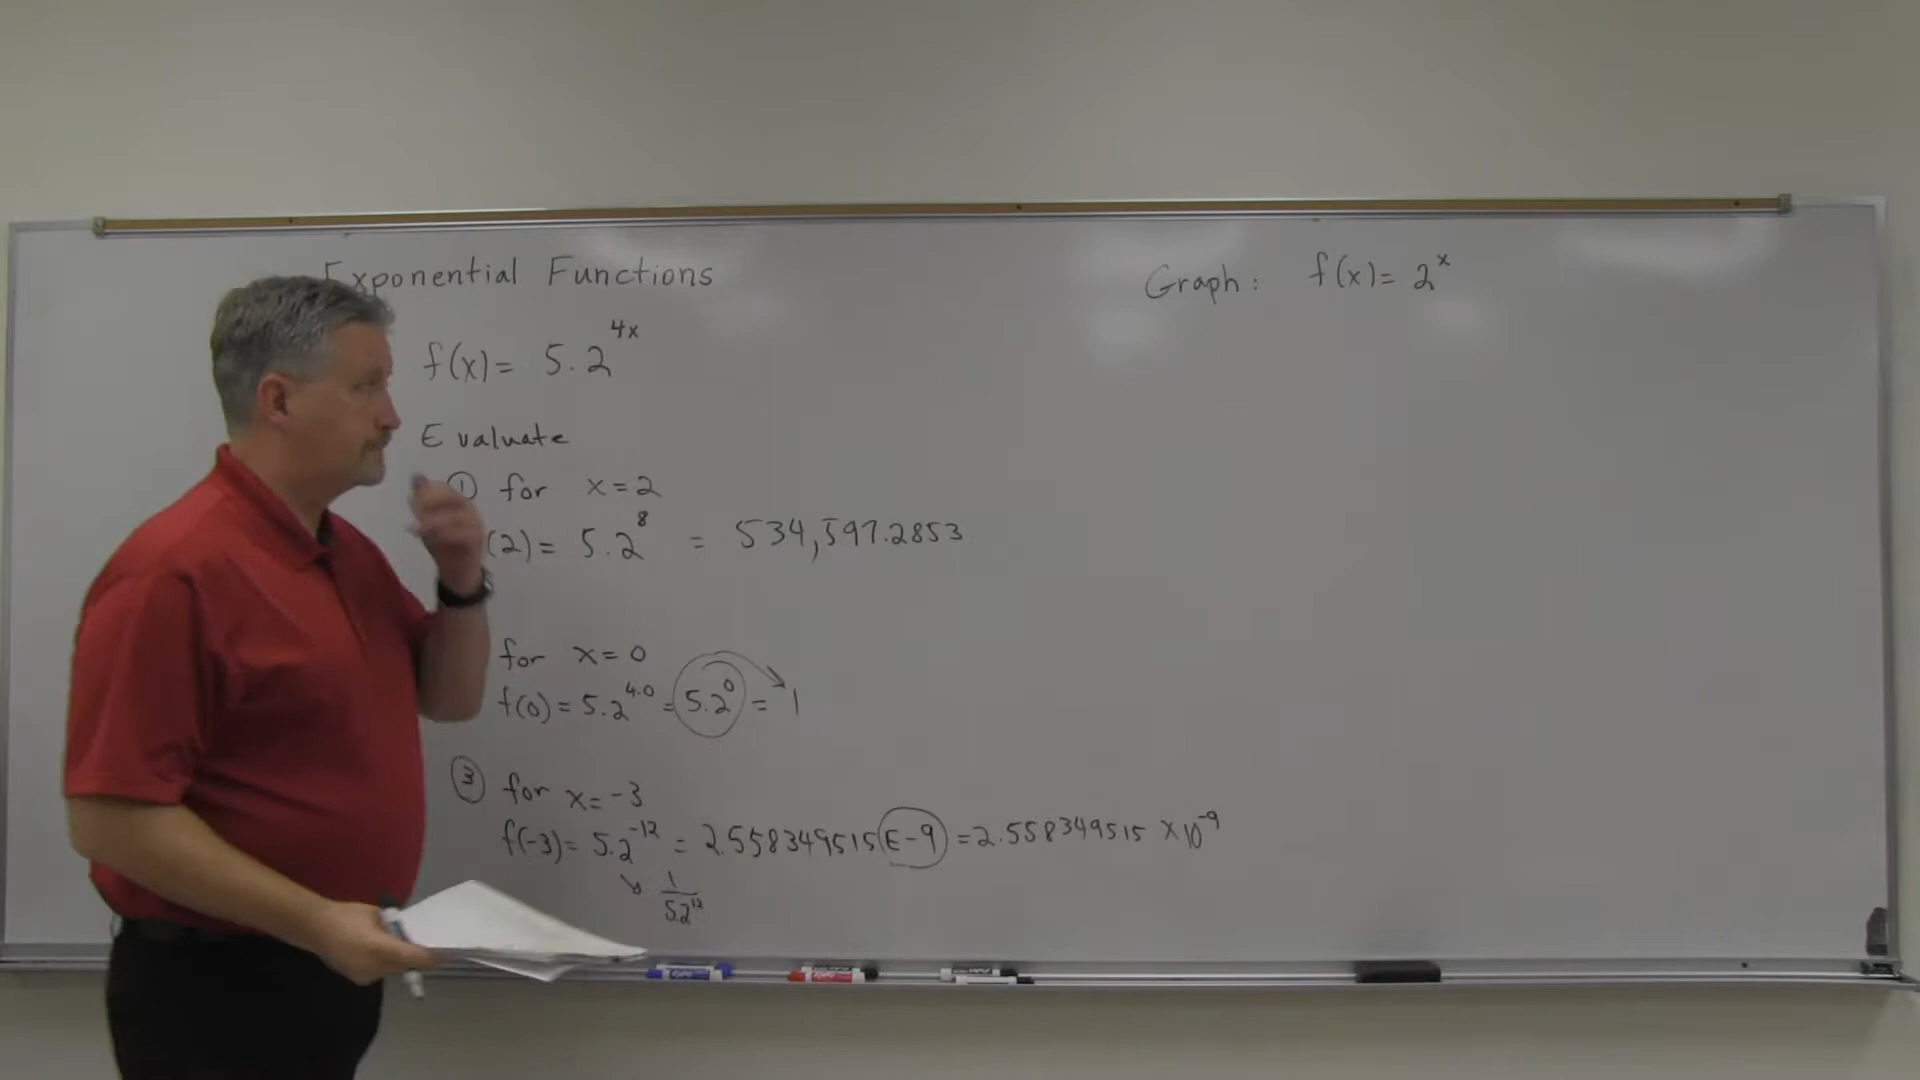 Exponential Functions
f(x) = 5.2^4x
Evaluate
① for x = 2
(2) = 5.2^8 = 534,597.2853
for x = 0
f(0) = 5.2^4.0 = 5.2^0 = 1
③ for x = -3
f(-3) = 5.2^-12 = 2.558349515 E-9 = 2.558349515 × 10^-9
1/5.2^12
Graph: f(x) = 2^x